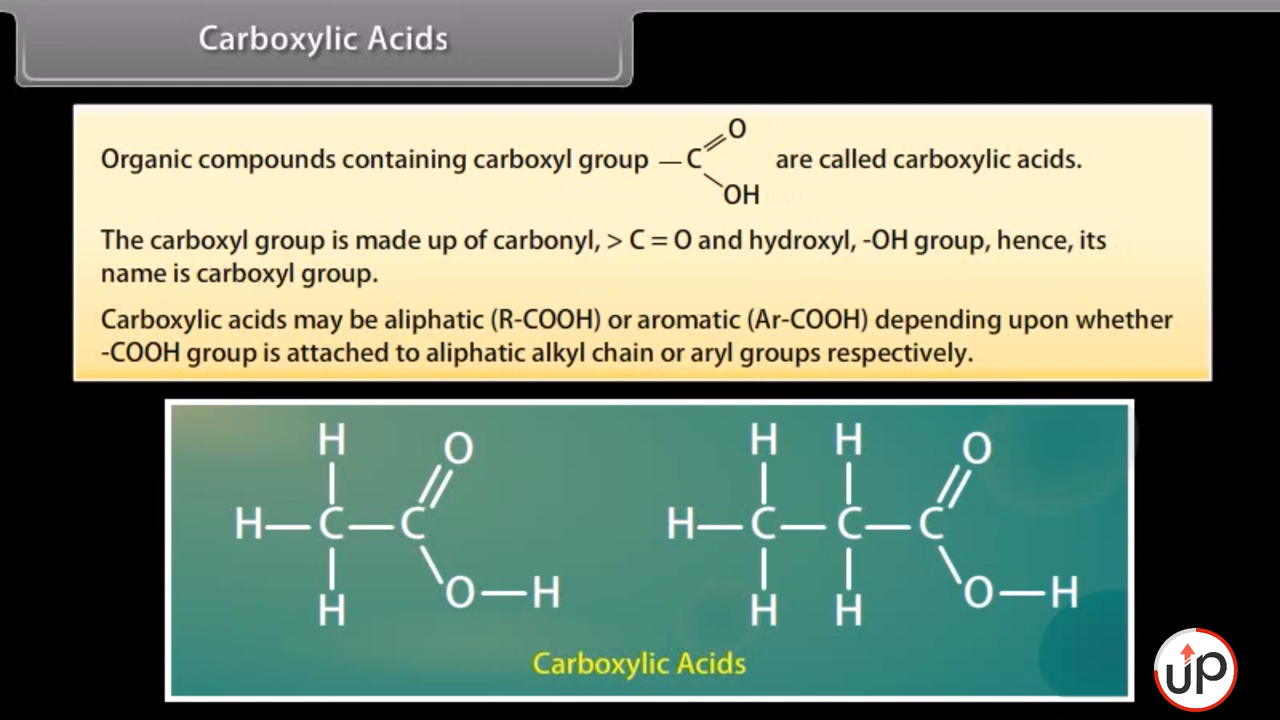 Carboxylic Acids
O
Organic compounds containing carboxyl group — C are called carboxylic acids.
OH
The carboxyl group is made up of carbonyl, > C = O and hydroxyl, -OH group, hence, its
name is carboxyl group.
Carboxylic acids may be aliphatic (R-COOH) or aromatic (Ar-COOH) depending upon whether
-COOH group is attached to aliphatic alkyl chain or aryl groups respectively.
H O H H O
H—C—C H—C—C—C
H O—H H H O—H
Carboxylic Acids
UP